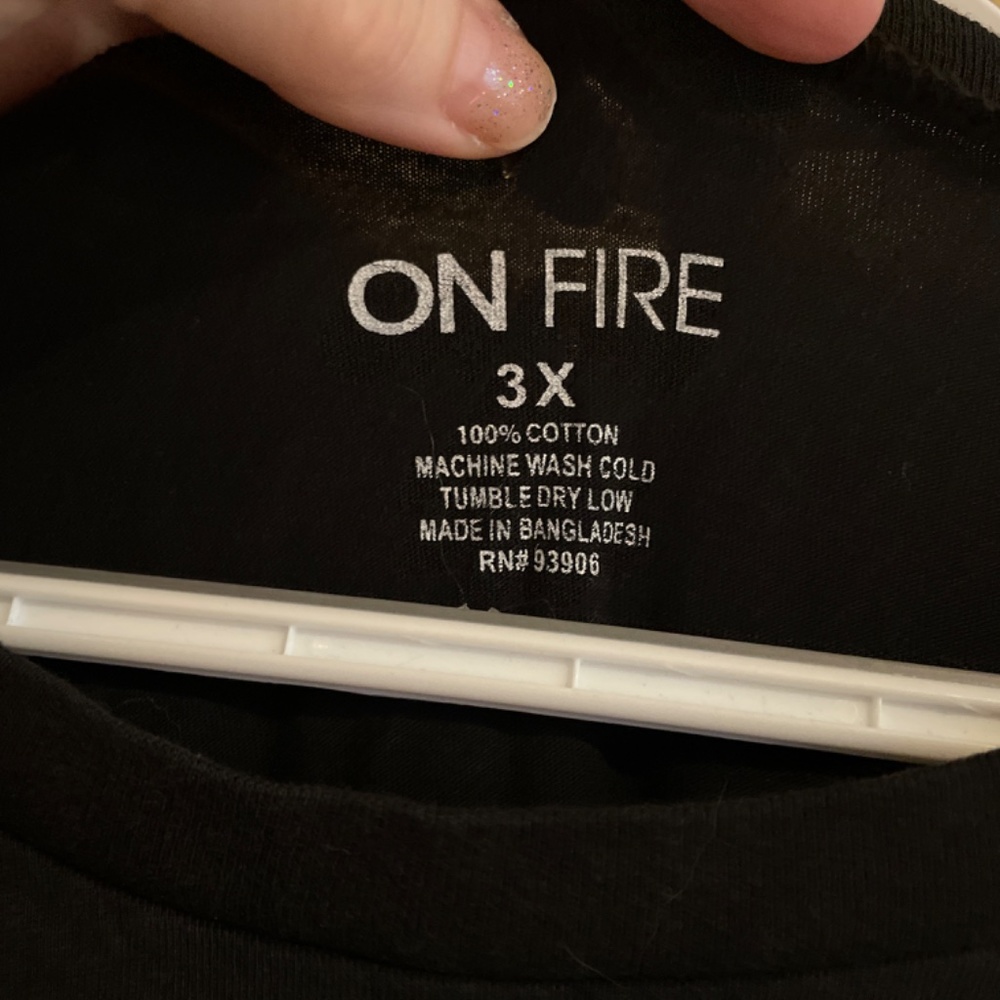 ON FIRE
3X
100% COTTON
MACHINE WASH COLD
TUMBLE DRY LOW
MADE IN BANGLADESH
RN# 93906